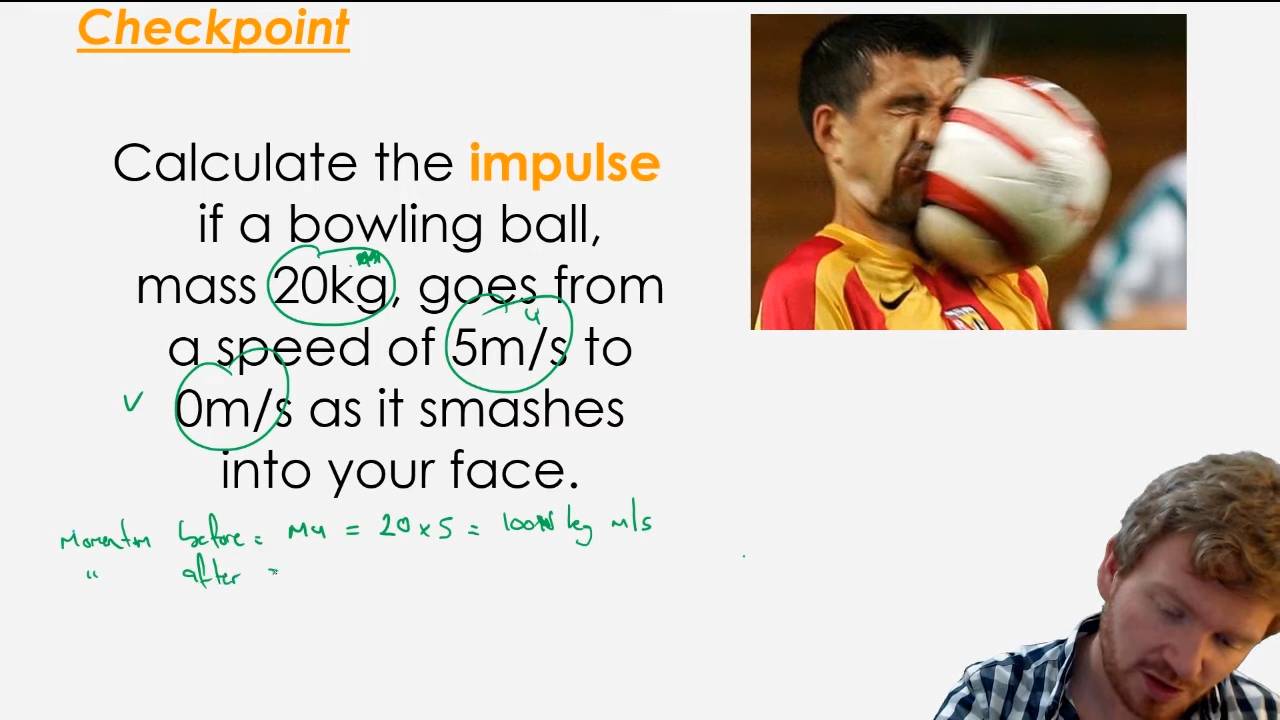 Checkpoint
Calculate the impulse
if a bowling ball,
mass 20kg, goes from
a speed of 5m/s to
0m/s as it smashes
into your face.
u
v
Momentum before = mu = 20 × 5 = 100 kg m/s
" after =